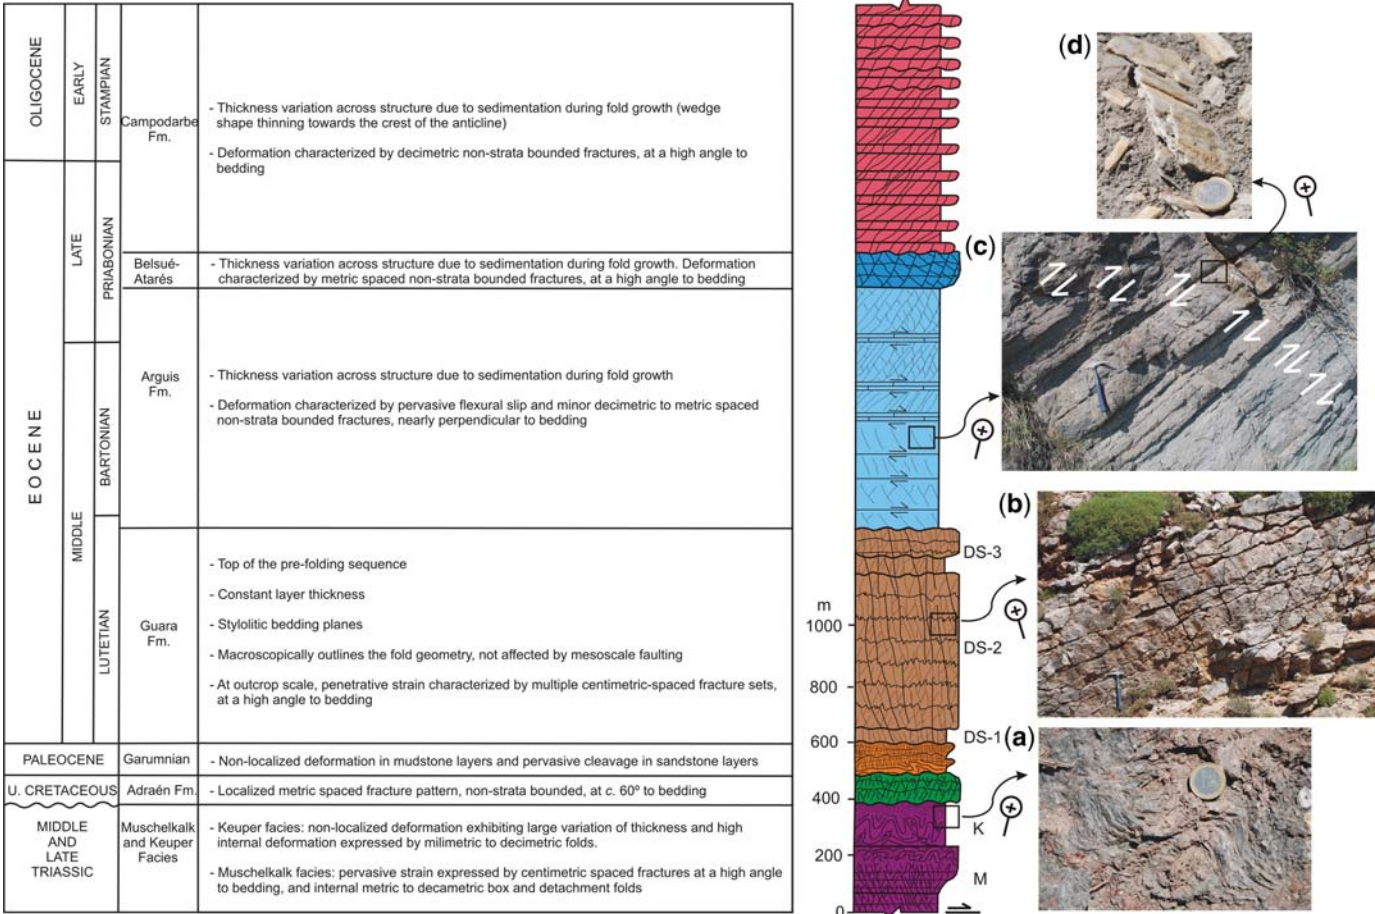 OLIGOCENE
EARLY
STAMPIAN
Campodarbe
Fm.
- Thickness variation across structure due to sedimentation during fold growth (wedge
shape thinning towards the crest of the anticline)
- Deformation characterized by decimetric non-strata bounded fractures, at a high angle to
bedding
EOCENE
LATE
PRIABONIAN
Belsué-
Atarés
- Thickness variation across structure due to sedimentation during fold growth. Deformation
characterized by metric spaced non-strata bounded fractures, at a high angle to bedding
MIDDLE
BARTONIAN
Arguis
Fm.
- Thickness variation across structure due to sedimentation during fold growth
- Deformation characterized by pervasive flexural slip and minor decimetric to metric spaced
non-strata bounded fractures, nearly perpendicular to bedding
LUTETIAN
Guara
Fm.
- Top of the pre-folding sequence
- Constant layer thickness
- Stylolitic bedding planes
- Macroscopically outlines the fold geometry, not affected by mesoscale faulting
- At outcrop scale, penetrative strain characterized by multiple centimetric-spaced fracture sets,
at a high angle to bedding
PALEOCENE
Garumnian
- Non-localized deformation in mudstone layers and pervasive cleavage in sandstone layers
U. CRETACEOUS
Adraén Fm.
- Localized metric spaced fracture pattern, non-strata bounded, at c. 60º to bedding
MIDDLE
AND
LATE
TRIASSIC
Muschelkalk
and Keuper
Facies
- Keuper facies: non-localized deformation exhibiting large variation of thickness and high
internal deformation expressed by milimetric to decimetric folds.
- Muschelkalk facies: pervasive strain expressed by centimetric spaced fractures at a high angle
to bedding, and internal metric to decametric box and detachment folds
m
1000
800
600
400
200
0
DS-3
DS-2
DS-1
K
M
(d)
(c)
(b)
(a)